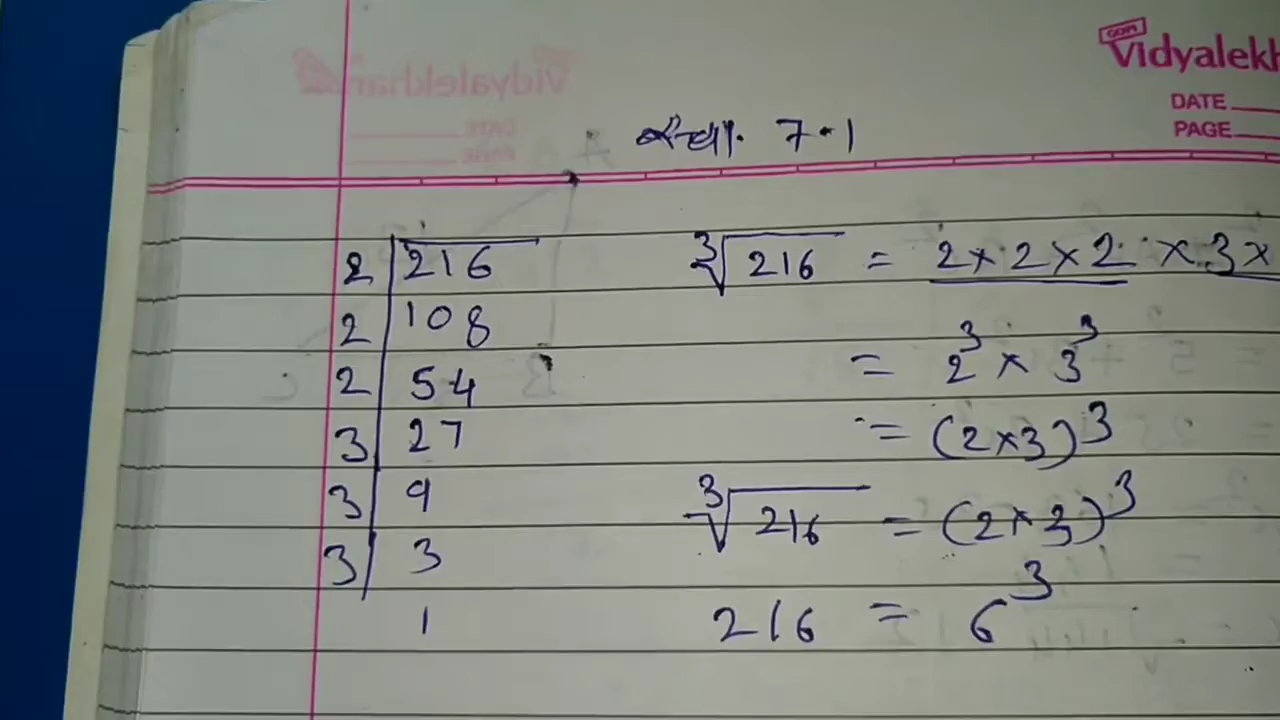 GOPI
Vidyalekh
DATE
PAGE
स्वा. 7.1
2 | 216
2 | 108
2 | 54
3 | 27
3 | 9
3 | 3
1
∛216 = 2 × 2 × 2 × 3 ×
= 2³ × 3³
= (2×3)³
∛216 = (2×3)³
216 = 6³